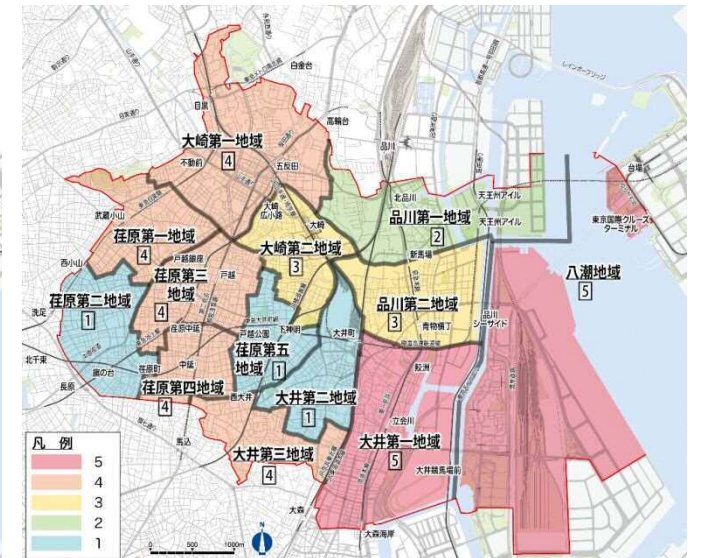 白金台
目黒
高輪台
レインボーブリッジ
大崎第一地域
4
不動前
五反田
品川
台場
武蔵小山
大崎
広小路
大崎
北品川
天王州アイル
品川第一地域
2
天王州アイル
東京国際クルーズ
ターミナル
荏原第一地域
4
戸越銀座
大崎第二地域
3
新馬場
西小山
荏原第三
地域
4
戸越
八潮地域
5
荏原第二地域
1
洗足
品川第二地域
3
品川
シーサイド
青物横丁
荏原中延
戸越公園
下神明
大井町
荏原第五
地域
1
北千束
旗の台
荏原町
中延
長原
荏原第四地域
4
西大井
大井第二地域
1
鮫洲
立会川
大井第一地域
5
馬込
大井第三地域
4
大井競馬場前
大森
大森海岸
凡例
5
4
3
2
1
0
500
1000m
N